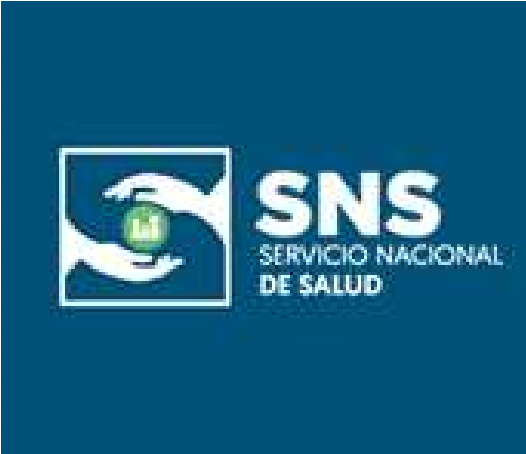 SNS
SERVICIO NACIONAL
DE SALUD